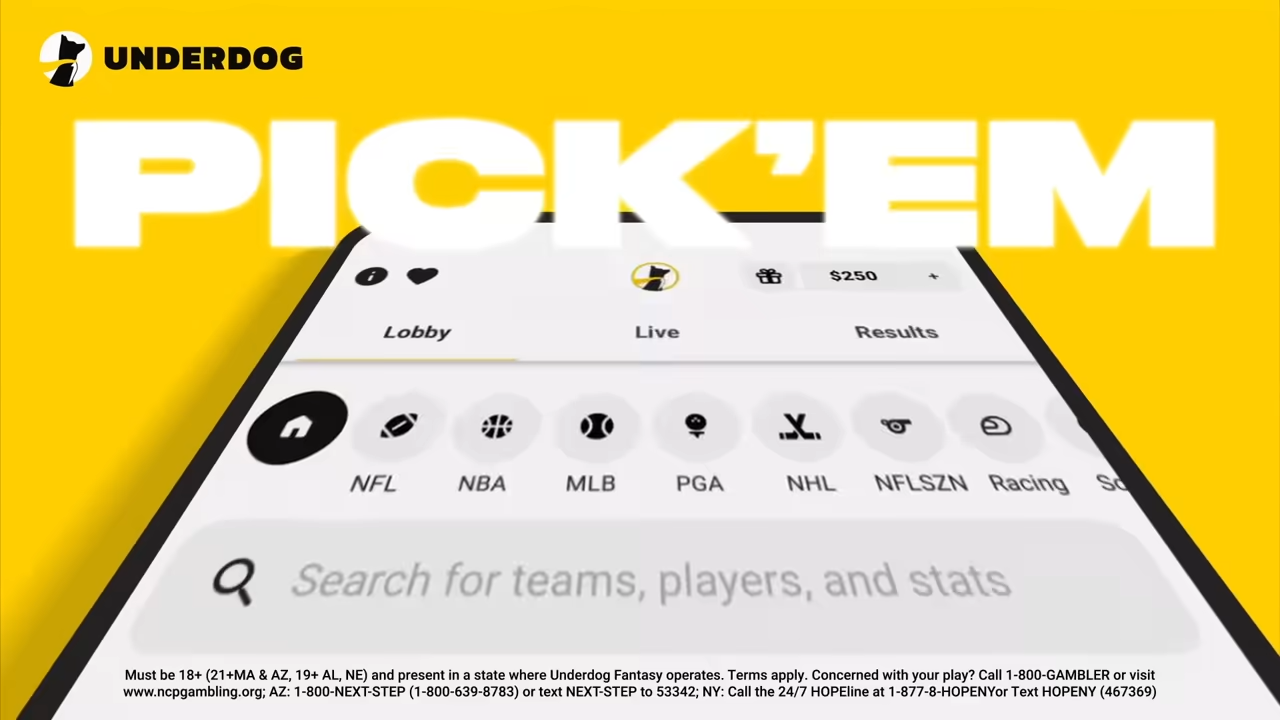 UNDERDOG
PICK'EM
$250 +
Lobby Live Results
NFL NBA MLB PGA NHL NFLSZN Racing
Search for teams, players, and stats
Must be 18+ (21+MA & AZ, 19+ AL, NE) and present in a state where Underdog Fantasy operates. Terms apply. Concerned with your play? Call 1-800-GAMBLER or visit
www.ncpgambling.org; AZ: 1-800-NEXT-STEP (1-800-639-8783) or text NEXT-STEP to 53342; NY: Call the 24/7 HOPEline at 1-877-8-HOPENYor Text HOPENY (467369)